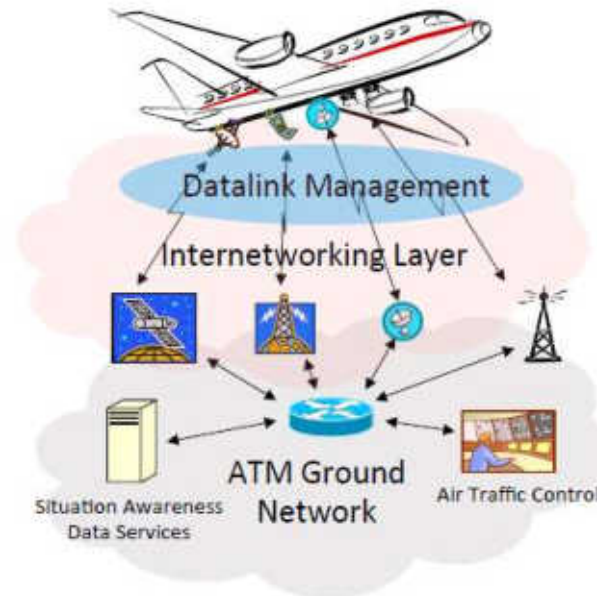 Datalink Management
Internetworking Layer
ATM Ground
Network
Situation Awareness
Data Services
Air Traffic Control